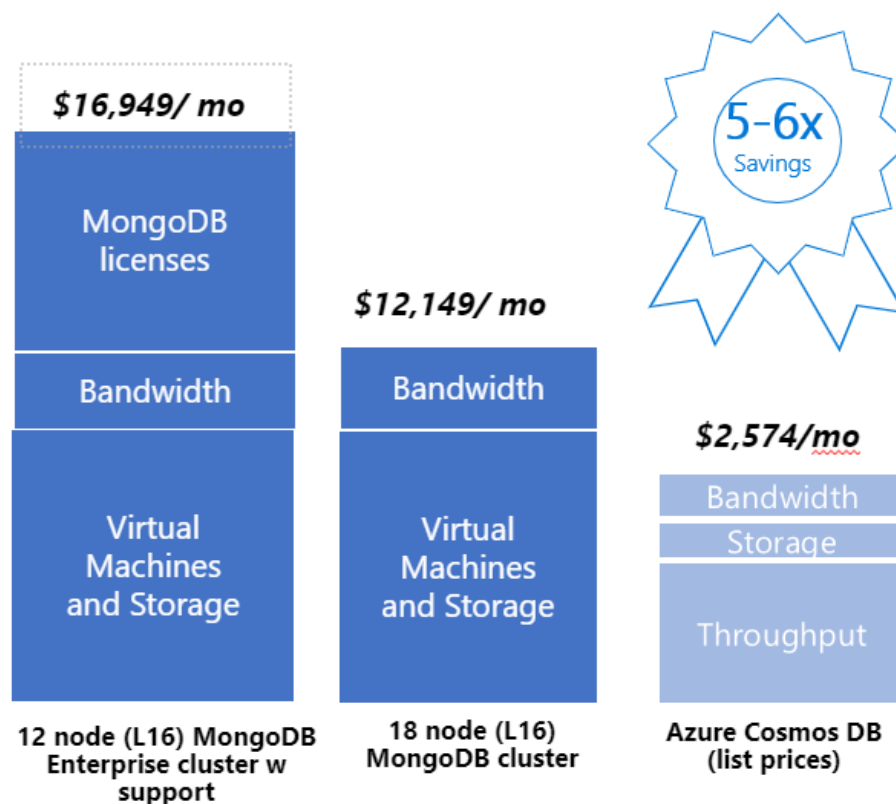 $16,949/ mo
MongoDB
licenses
Bandwidth
Virtual
Machines
and Storage
12 node (L16) MongoDB
Enterprise cluster w
support
$12,149/ mo
Bandwidth
Virtual
Machines
and Storage
18 node (L16)
MongoDB cluster
5-6x
Savings
$2,574/mo
Bandwidth
Storage
Throughput
Azure Cosmos DB
(list prices)